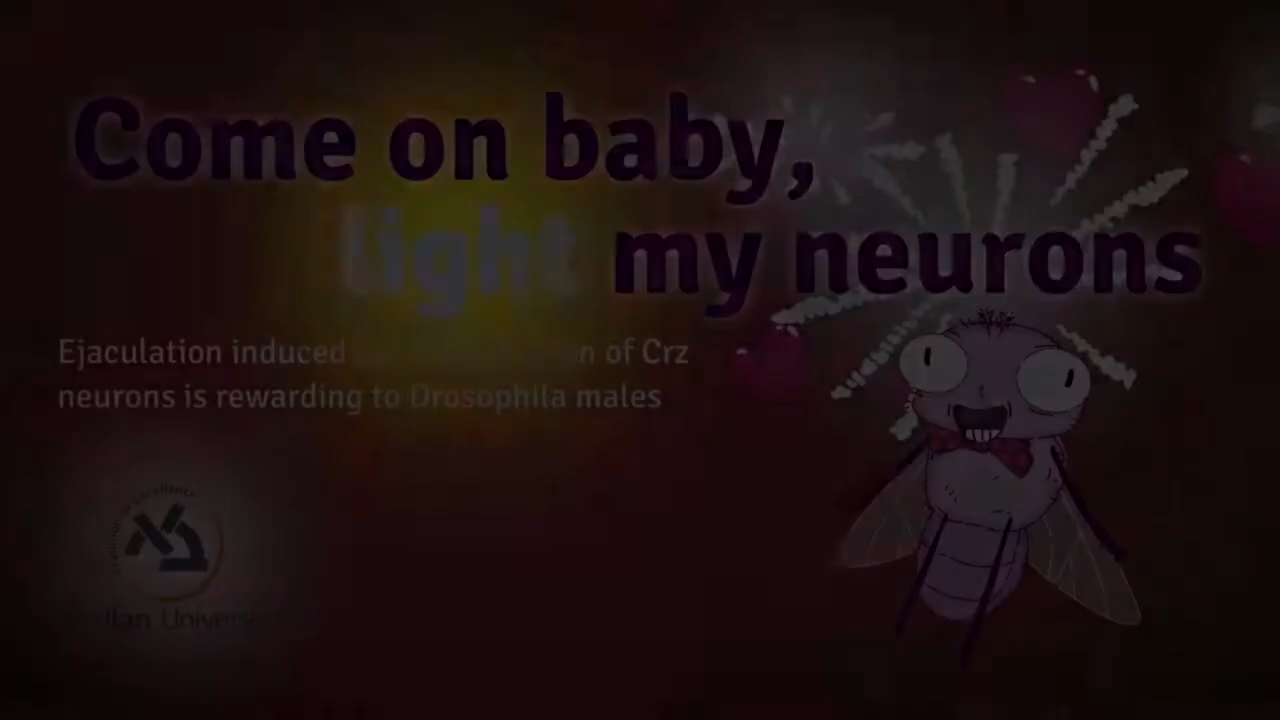 Come on baby,
light my neurons
Ejaculation induced of Crz
neurons is rewarding to Drosophila males
Ilan Univers